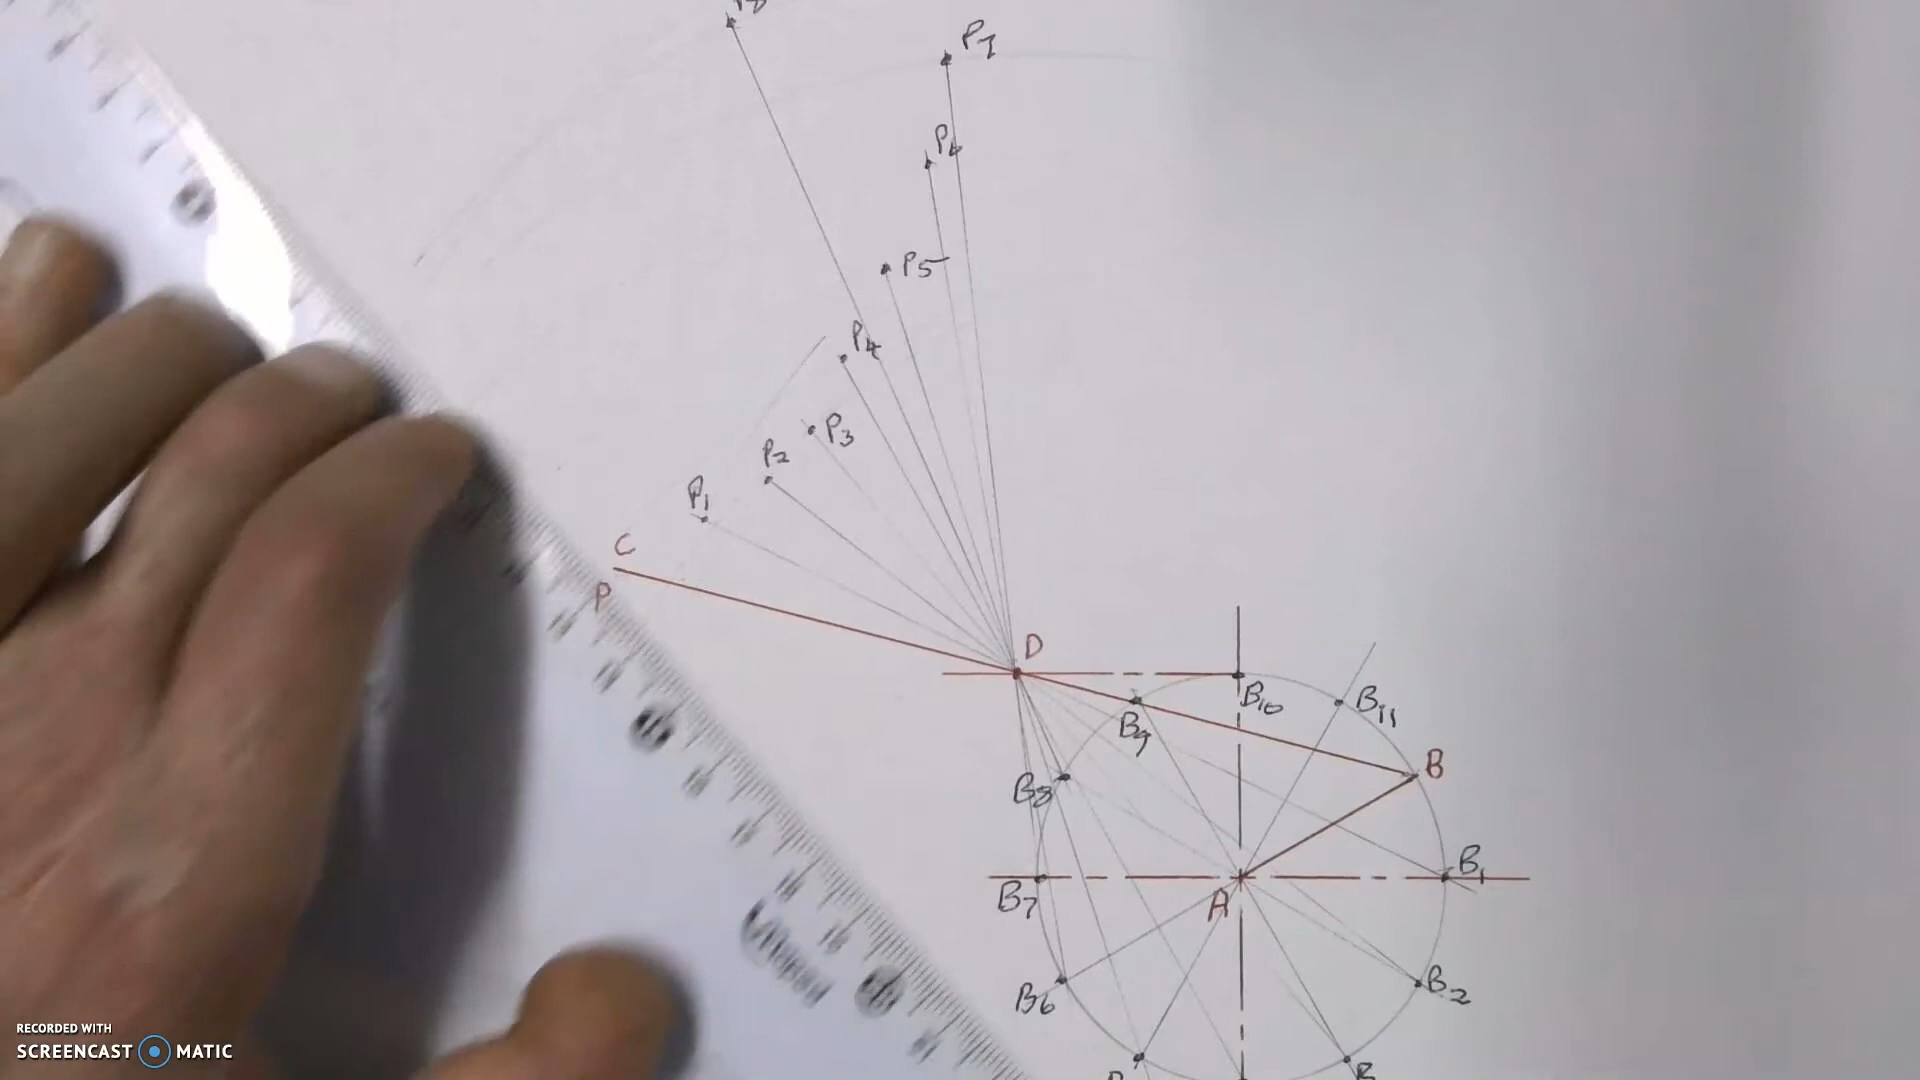 P7
P6
P5
P4
P3
P2
P1
C
P
D
B10
B11
B9
B
B8
B1
B7
A
B6
B2
RECORDED WITH
SCREENCAST MATIC